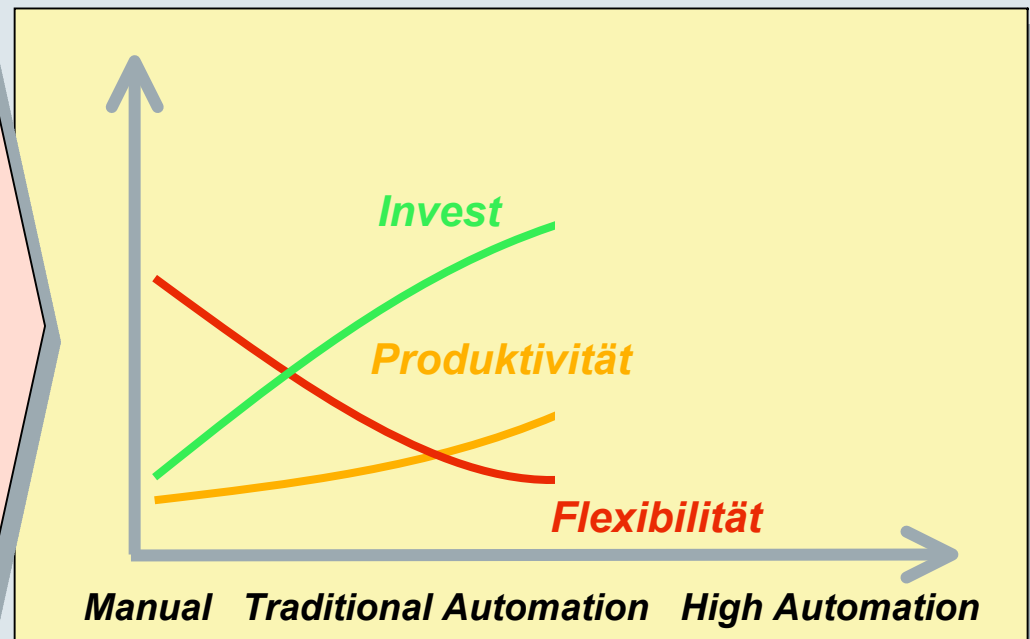 Invest
Produktivität
Flexibilität
Manual Traditional Automation High Automation